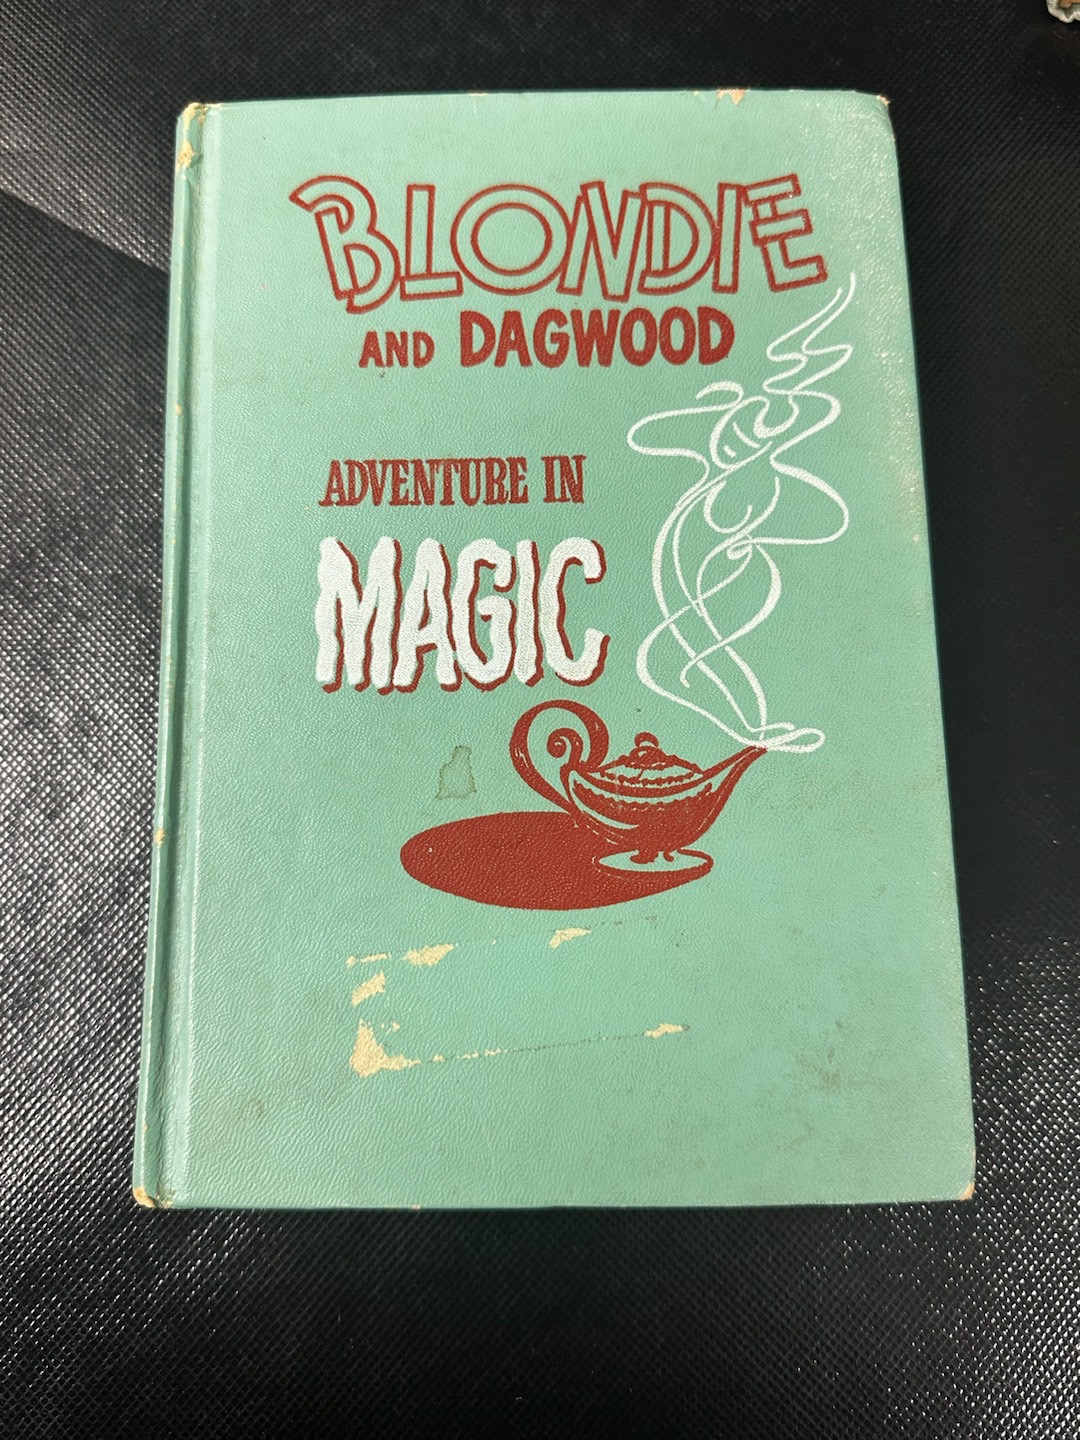 BLONDIE
AND DAGWOOD
ADVENTURE IN
MAGIC